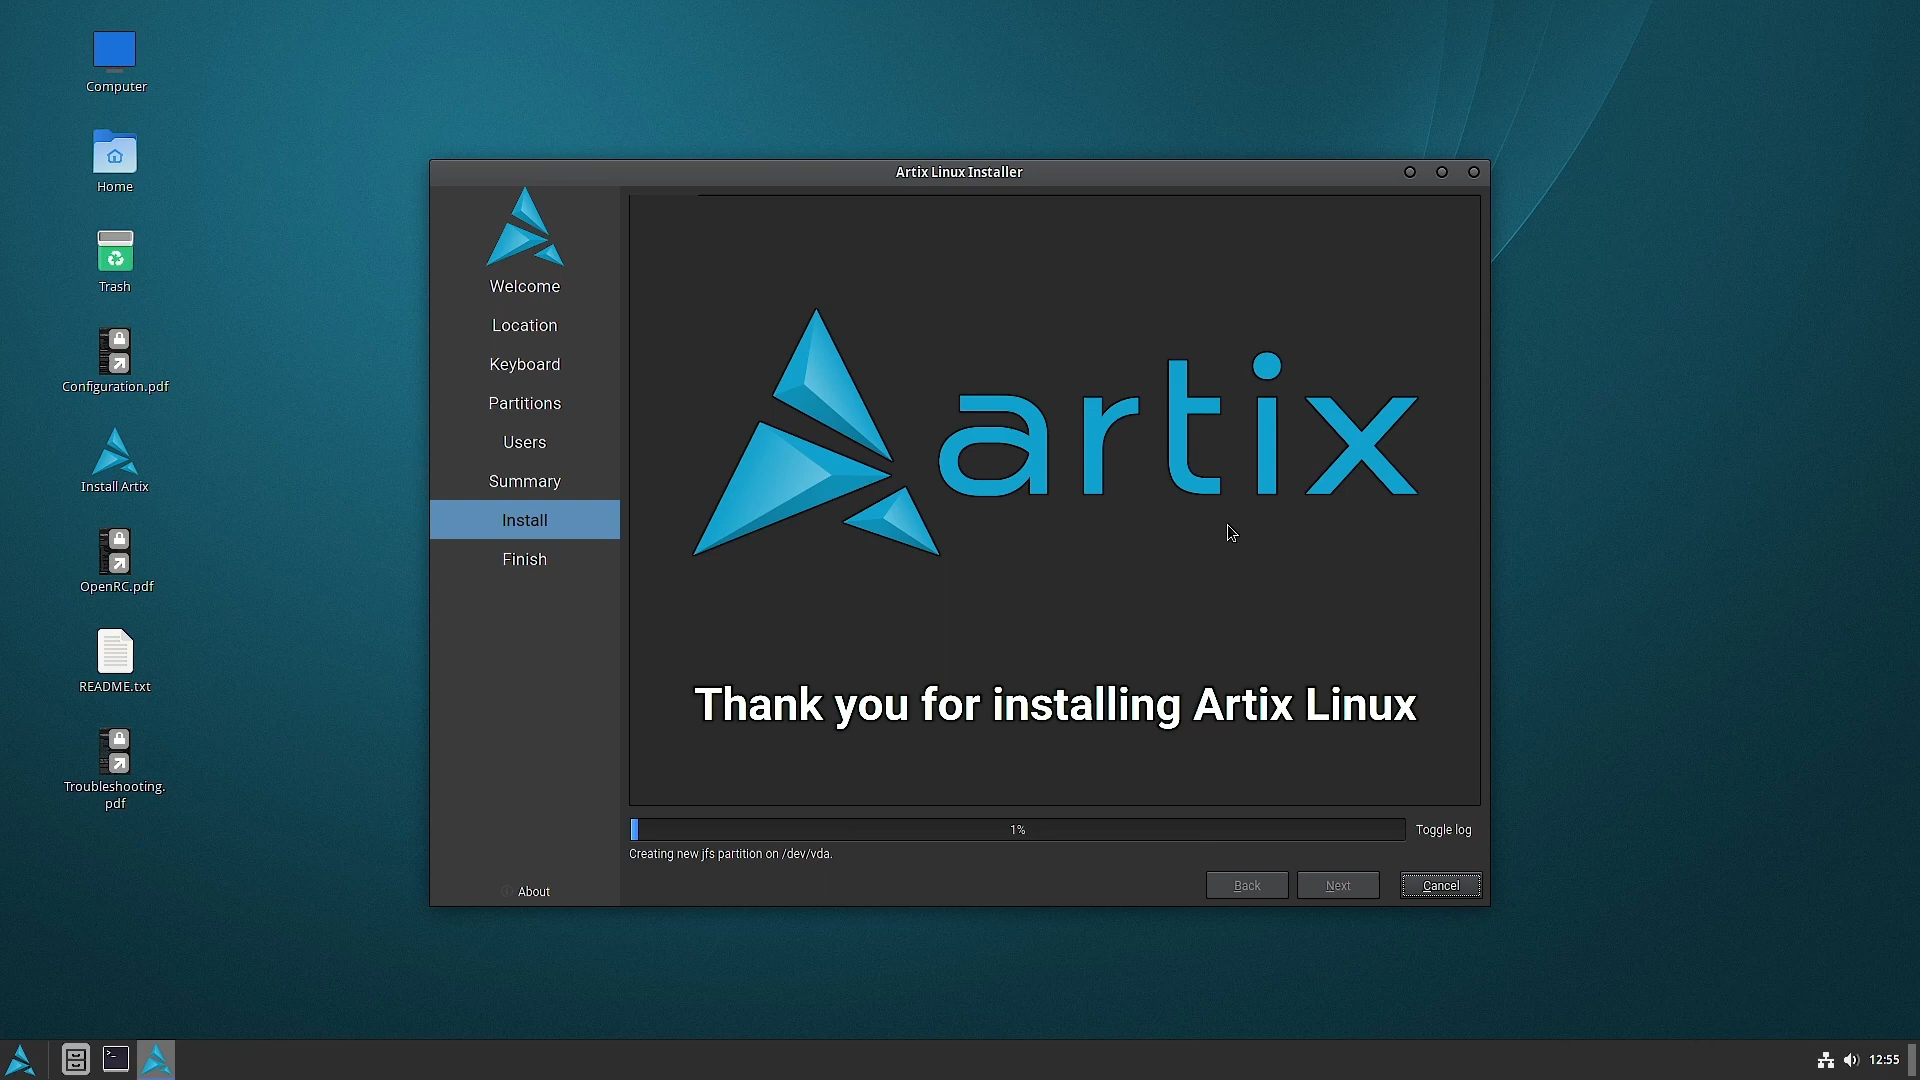 Computer
Home
Trash
Configuration.pdf
Install Artix
OpenRC.pdf
README.txt
Troubleshooting.
pdf
Artix Linux Installer
Welcome
Location
Keyboard
Partitions
Users
Summary
Install
Finish
About
artix
Thank you for installing Artix Linux
1%
Toggle log
Creating new jfs partition on /dev/vda.
Back
Next
Cancel
12:55